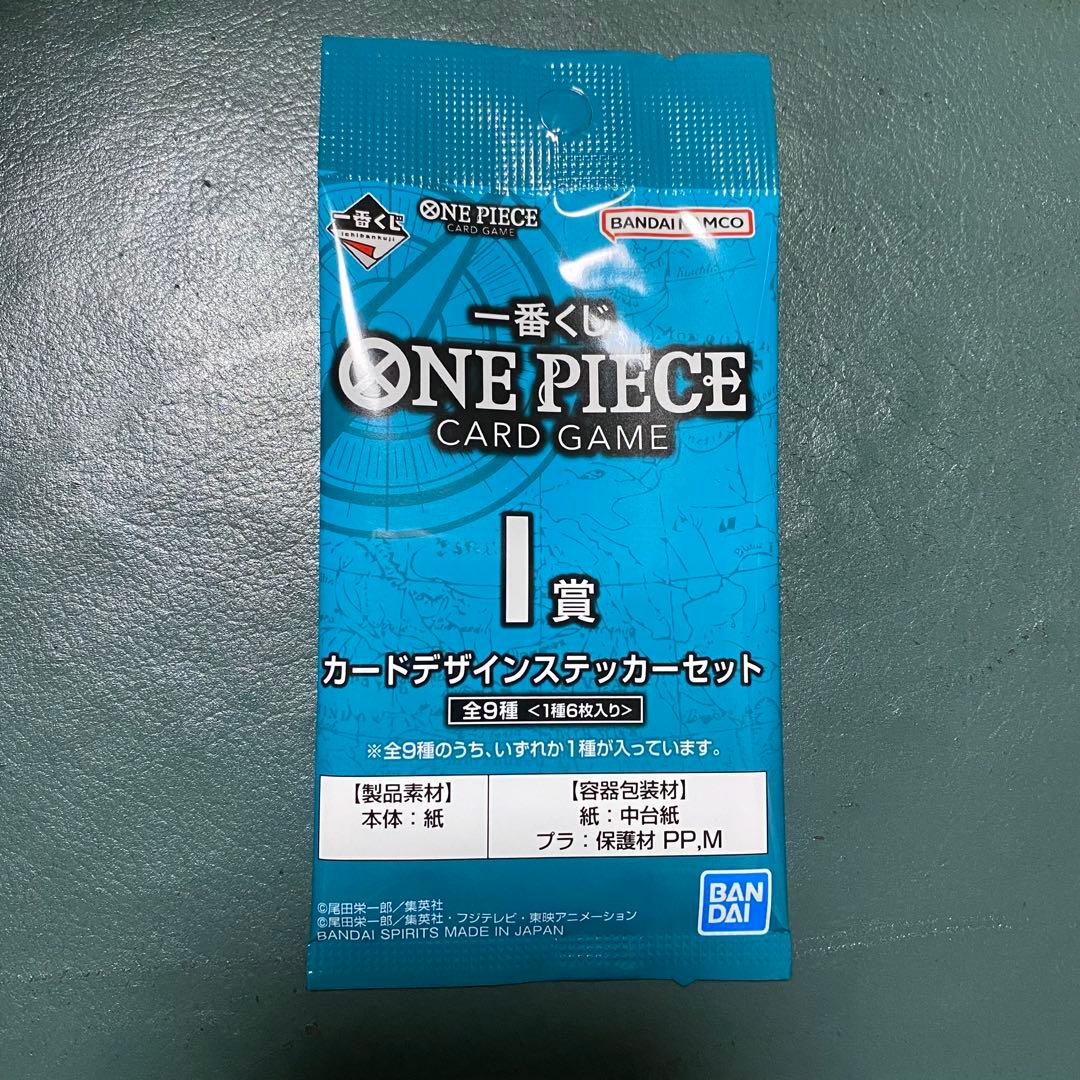 一番くじ
ichibankuji
ONE PIECE
CARD GAME
BANDAI NAMCO
一番くじ
ONE PIECE
CARD GAME
I賞
カードデザインステッカーセット
全9種 <1種6枚入り>
※全9種のうち、いずれか1種が入っています。
【製品素材】
本体：紙
【容器包装材】
紙：中台紙
プラ：保護材 PP,M
©尾田栄一郎／集英社
©尾田栄一郎／集英社・フジテレビ・東映アニメーション
BANDAI SPIRITS MADE IN JAPAN
BAN
DAI